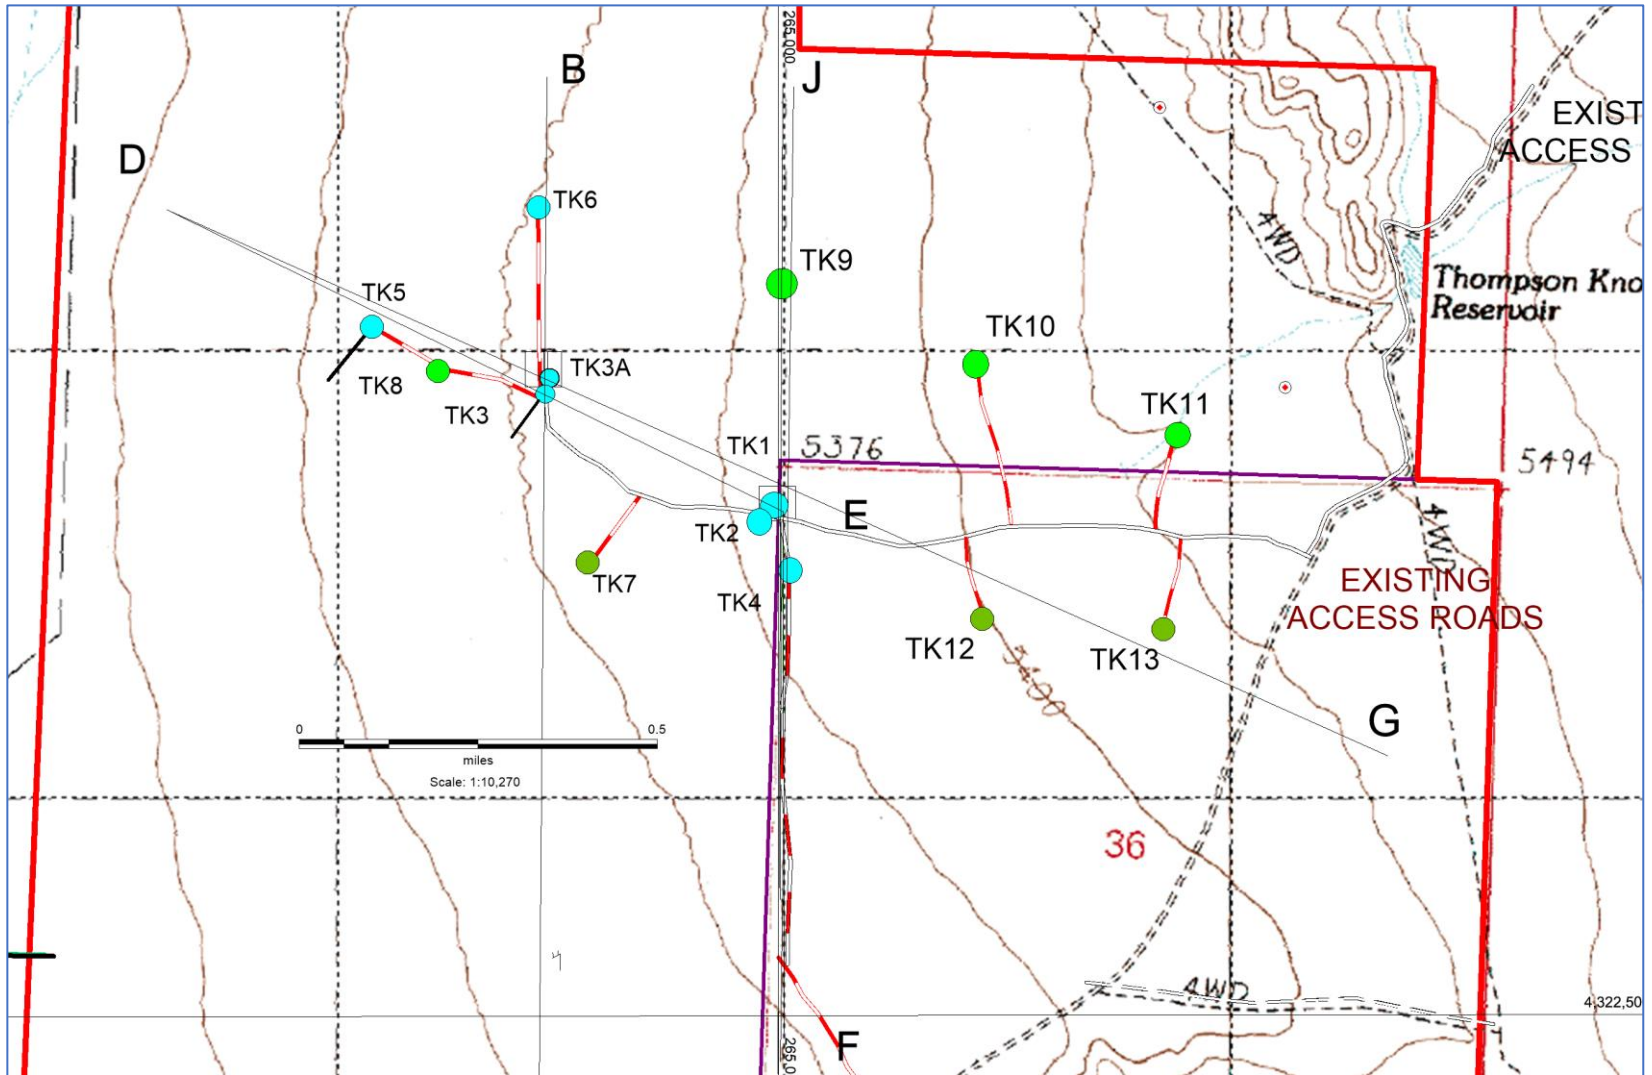 265,000
B
J
EXIST
ACCESS
D
TK6
4WD
TK9
Thompson Kno
Reservoir
TK5
TK10
TK3A
TK8
TK3
TK11
TK1
5376
5494
E
TK2
4WD
TK7
EXISTING
ACCESS ROADS
TK4
TK12
TK13
5400
G
0
0.5
miles
Scale: 1:10,270
36
4WD
4,322,50
F
265,0